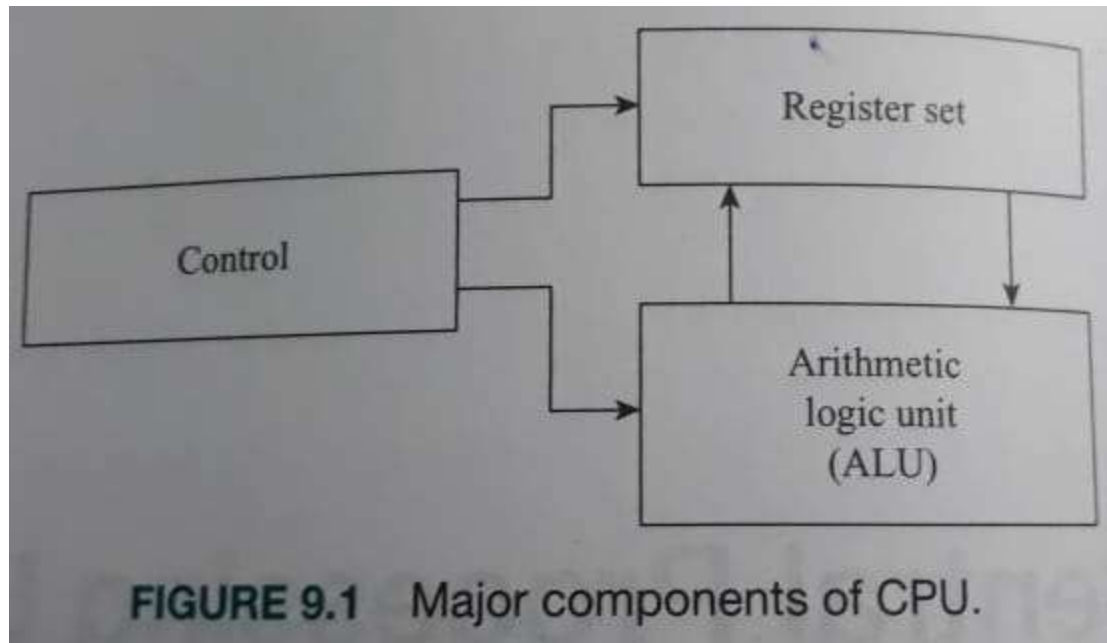 Register set
Control
Arithmetic
logic unit
(ALU)
FIGURE 9.1 Major components of CPU.